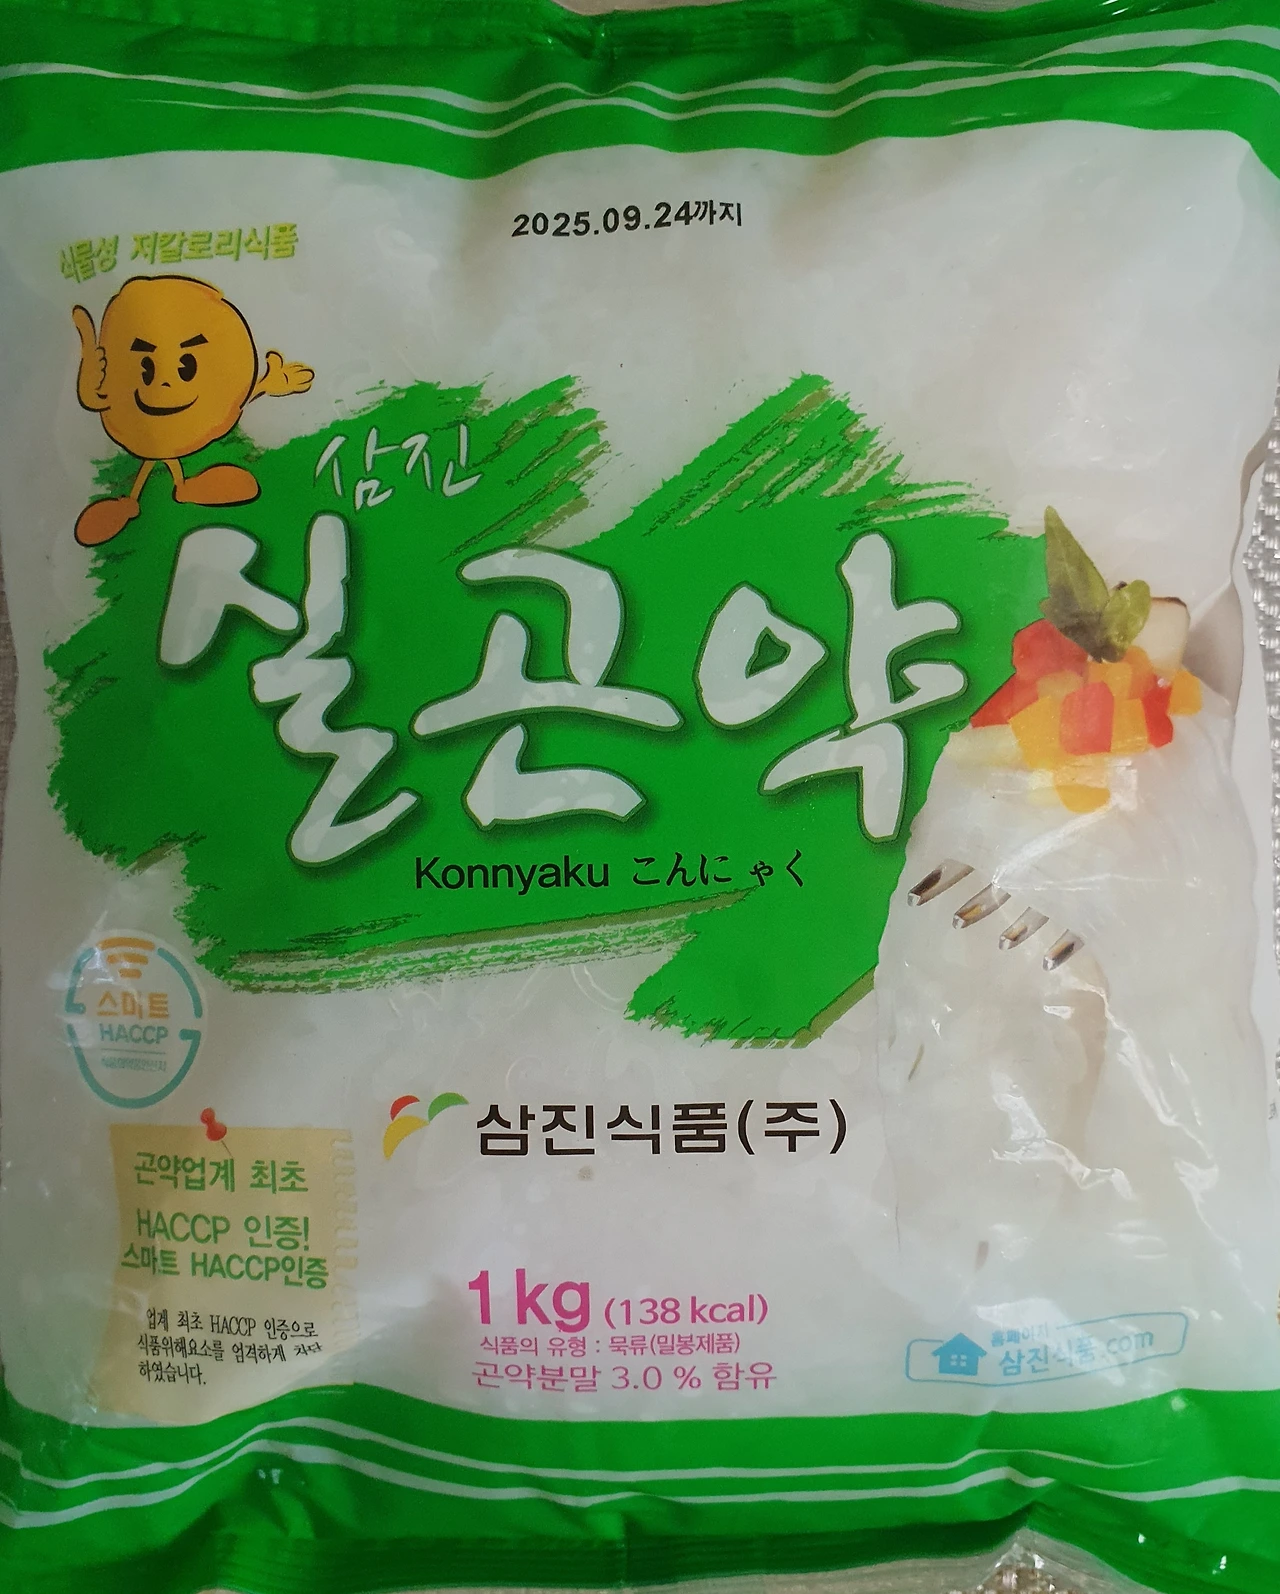 2025.09.24까지
식물성 저칼로리식품
삼진
실곤약
Konnyaku こんにゃく
스마트
HACCP
삼진식품(주)
곤약업계 최초
HACCP 인증!
스마트 HACCP인증
업계 최초 HACCP 인증으로
식품위해요소를 엄격하게 차단
하였습니다.
1kg (138 kcal)
식품의 유형 : 묵류(밀봉제품)
곤약분말 3.0 % 함유
홈페이지
삼진식품.com